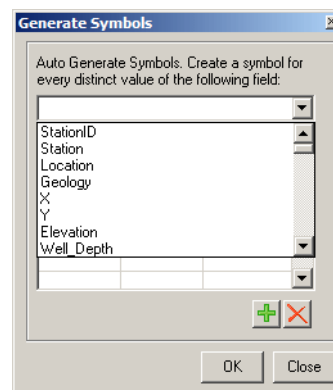 Generate Symbols
Auto Generate Symbols. Create a symbol for
every distinct value of the following field:
StationID
Station
Location
Geology
X
Y
Elevation
Well_Depth
OK
Close